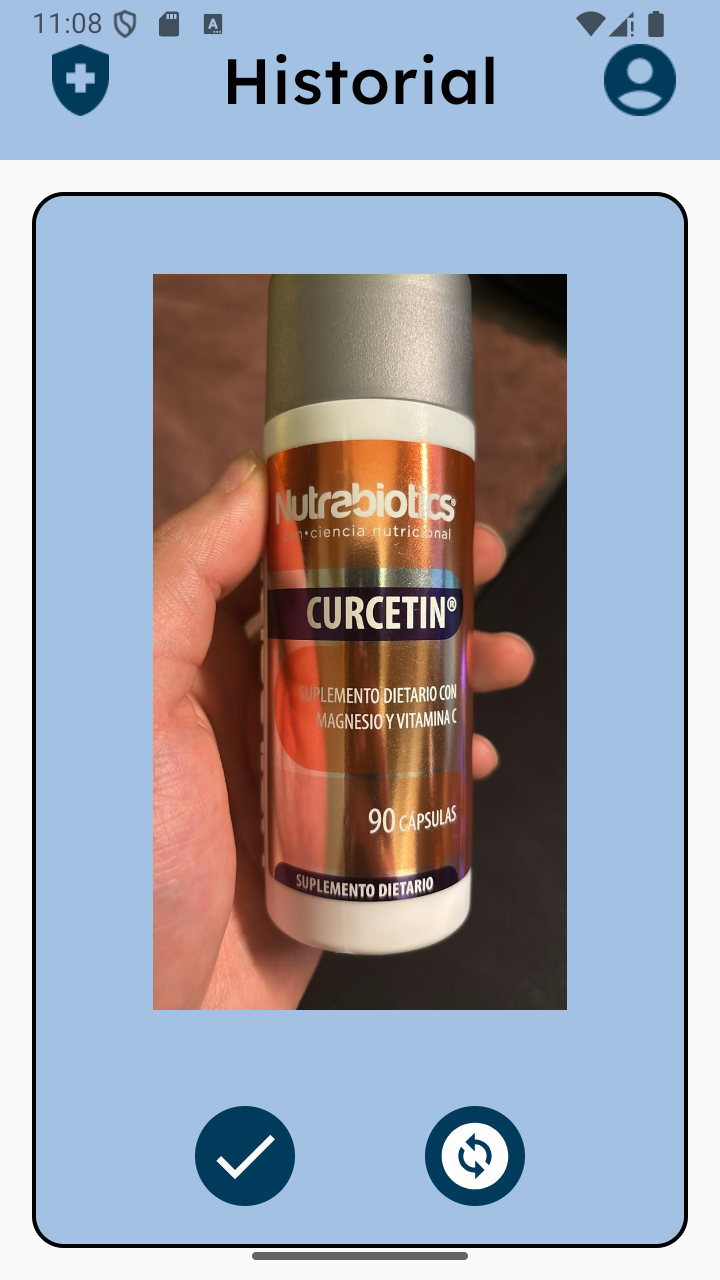 11:08
Historial
Nutrabiotics®
con•ciencia nutricional
CURCETIN®
SUPLEMENTO DIETARIO CON
MAGNESIO Y VITAMINA C
90 CÁPSULAS
SUPLEMENTO DIETARIO